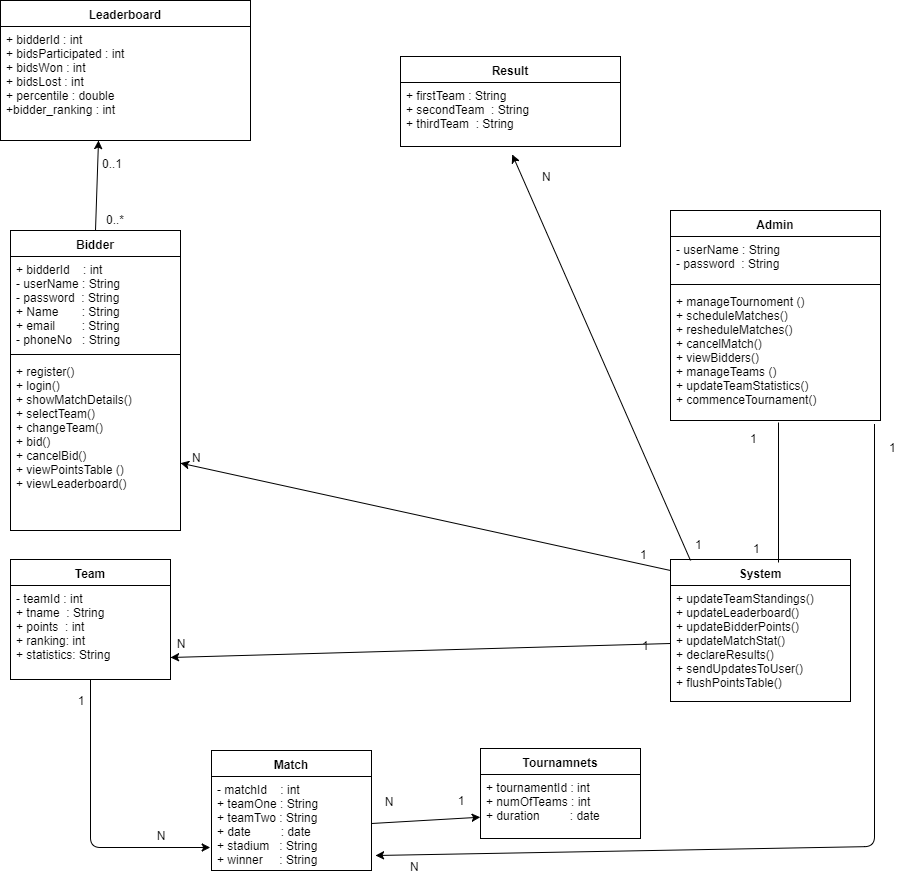 Leaderboard
+ bidderId : int
+ bidsParticipated : int
+ bidsWon : int
+ bidsLost : int
+ percentile : double
+bidder_ranking : int
0..1
0..*
Result
+ firstTeam : String
+ secondTeam : String
+ thirdTeam : String
N
Bidder
+ bidderId : int
- userName : String
- password : String
+ Name : String
+ email : String
- phoneNo : String
+ register()
+ login()
+ showMatchDetails()
+ selectTeam()
+ changeTeam()
+ bid()
+ cancelBid()
+ viewPointsTable ()
+ viewLeaderboard()
N
Admin
- userName : String
- password : String
+ manageTournoment ()
+ scheduleMatches()
+ resheduleMatches()
+ cancelMatch()
+ viewBidders()
+ manageTeams ()
+ updateTeamStatistics()
+ commenceTournament()
1
1
1
1
1
System
+ updateTeamStandings()
+ updateLeaderboard()
+ updateBidderPoints()
+ updateMatchStat()
+ declareResults()
+ sendUpdatesToUser()
+ flushPointsTable()
1
Team
- teamId : int
+ tname : String
+ points : int
+ ranking: int
+ statistics: String
N
1
N
Match
- matchId : int
+ teamOne : String
+ teamTwo : String
+ date : date
+ stadium : String
+ winner : String
N
1
Tournamnets
+ tournamentId : int
+ numOfTeams : int
+ duration : date
N